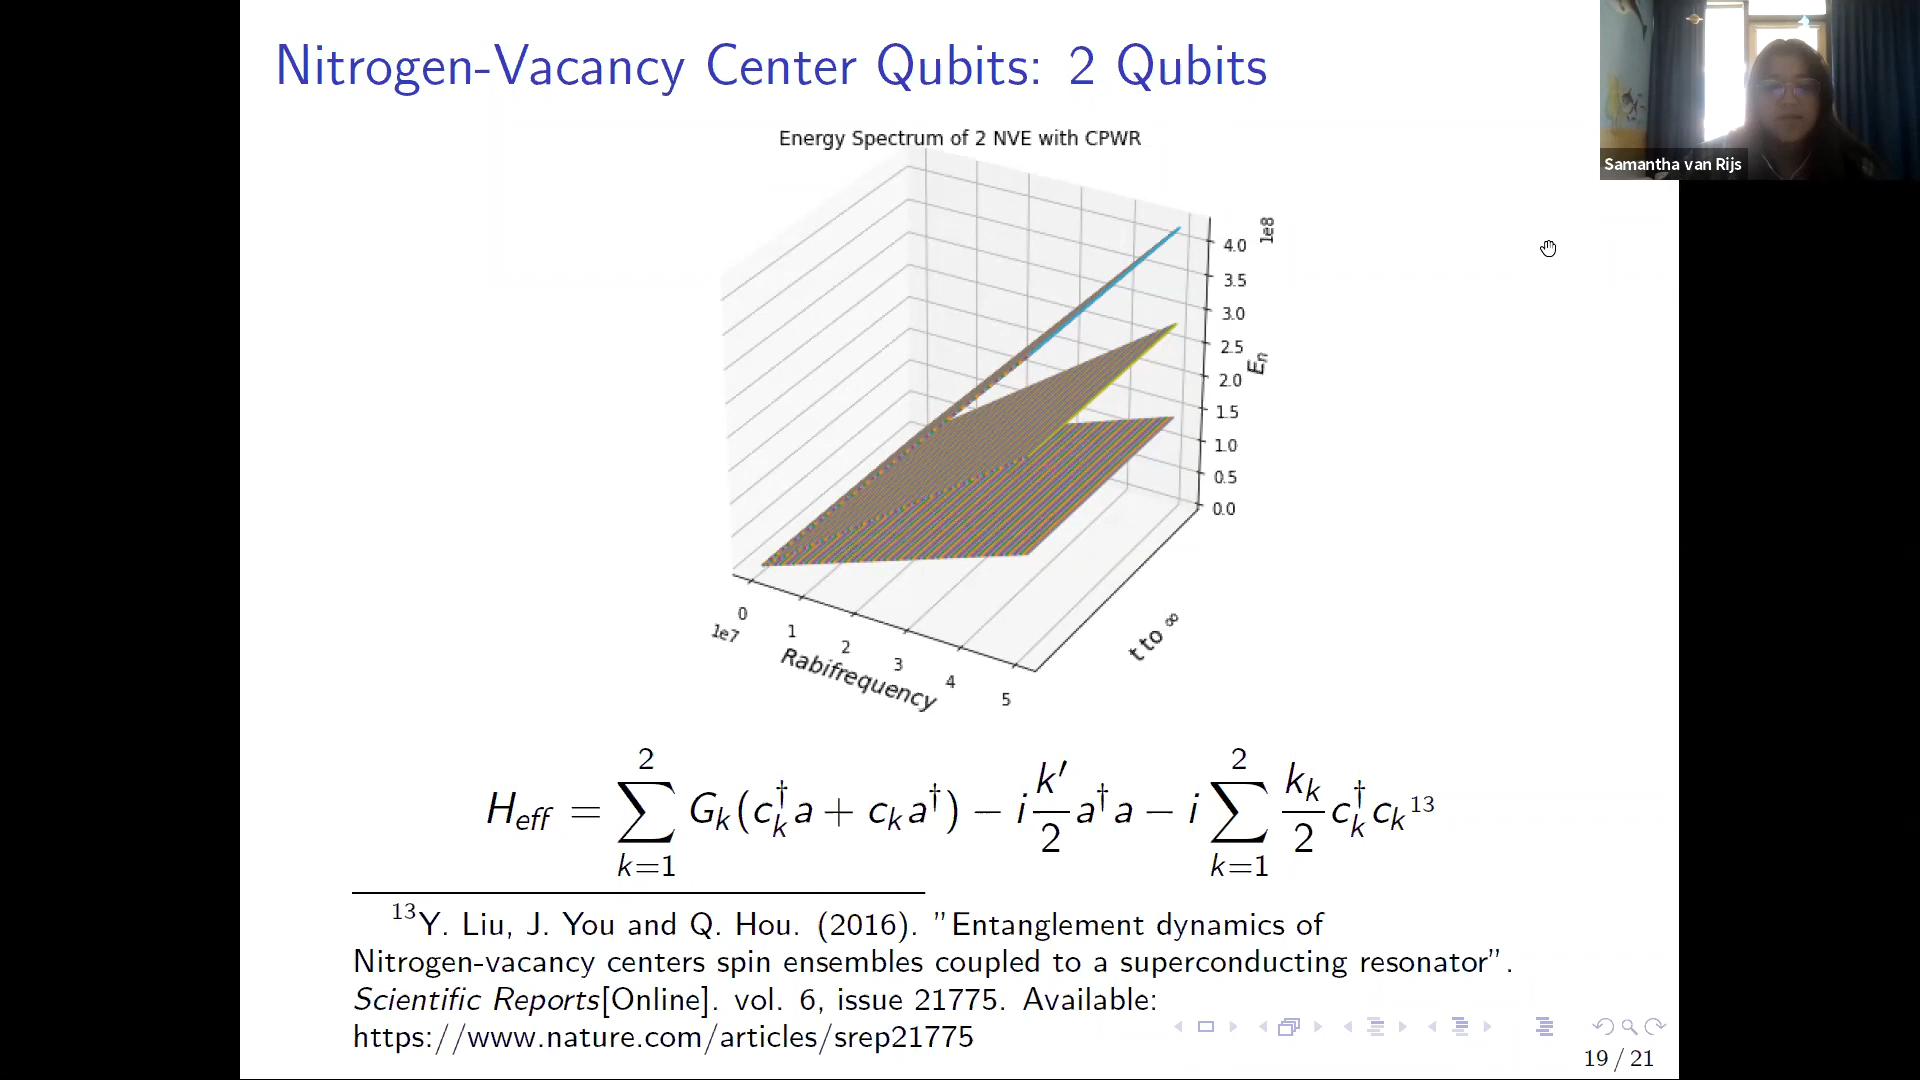 Nitrogen-Vacancy Center Qubits: 2 Qubits
Samantha van Rijs
Energy Spectrum of 2 NVE with CPWR
1e8
4.0
3.5
3.0
2.5
2.0
1.5
1.0
0.5
0.0
Eₙ
0
1
2
3
4
5
1e7
Rabifrequency
t to ∞
H_eff = ∑_{k=1}^{2} G_k(c_k^† a + c_k a^†) − i k′/2 a^† a − i ∑_{k=1}^{2} k_k/2 c_k^† c_k ¹³
¹³Y. Liu, J. You and Q. Hou. (2016). ”Entanglement dynamics of
Nitrogen-vacancy centers spin ensembles coupled to a superconducting resonator”.
Scientific Reports[Online]. vol. 6, issue 21775. Available:
https://www.nature.com/articles/srep21775
19 / 21